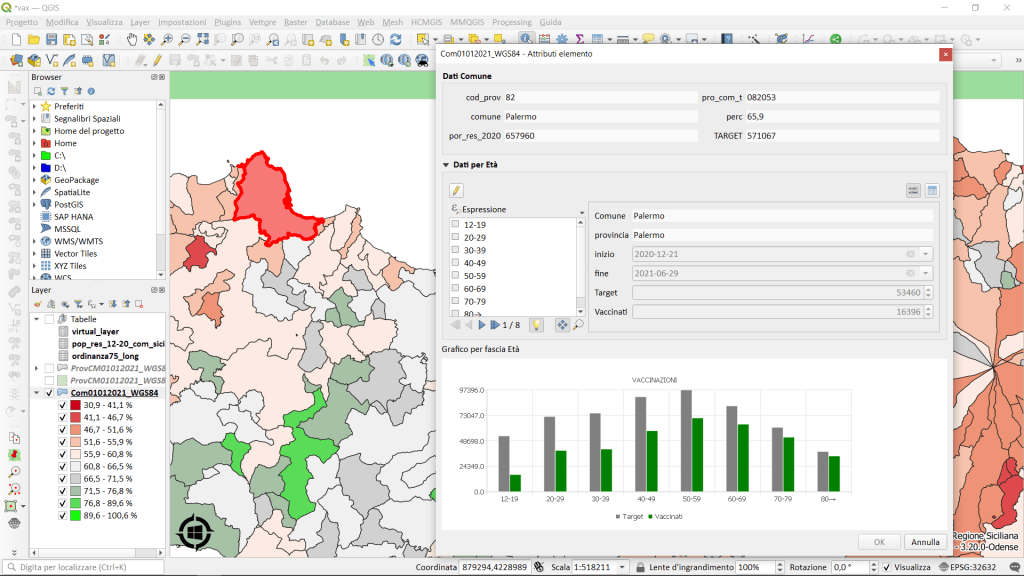 *vax — QGIS
Progetto Modifica Visualizza Layer Impostazioni Plugins Vettore Raster Database Web Mesh HCMGIS MMQGIS Processing Guida
Browser
Preferiti
Segnalibri Spaziali
Home del progetto
Home
C:\
D:\
GeoPackage
SpatiaLite
PostGIS
SAP HANA
MSSQL
WMS/WMTS
Vector Tiles
XYZ Tiles
WCS
Layer
Tabelle
virtual_layer
pop_res_12-20_com_sici
ordinanza75_long
ProvCM01012021_WGS8
ProvCM01012021_WGS8
Com01012021_WGS84
30,9 - 41,1 %
41,1 - 46,7 %
46,7 - 51,6 %
51,6 - 55,9 %
55,9 - 60,8 %
60,8 - 66,5 %
66,5 - 71,5 %
71,5 - 76,8 %
76,8 - 89,6 %
89,6 - 100,6 %
Com01012021_WGS84 - Attributi elemento
Dati Comune
cod_prov 82 pro_com_t 082053
comune Palermo perc 65,9
por_res_2020 657960 TARGET 571067
Dati per Età
Espressione
12-19
20-29
30-39
40-49
50-59
60-69
70-79
80→
1 / 8
Comune Palermo
provincia Palermo
inizio 2020-12-21
fine 2021-06-29
Target 53460
Vaccinati 16396
Grafico per fascia Età
VACCINAZIONI
97396.0
73047.0
48698.0
24349.0
0.0
12-19 20-29 30-39 40-49 50-59 60-69 70-79 80→
Target Vaccinati
OK Annulla
Regione Siciliana
- 3.20.0-Odense
Digita per localizzare (Ctrl+K) Coordinata 879294,4228989 Scala 1:518211 Lente d'ingrandimento 100% Rotazione 0,0 ° Visualizza EPSG:32632